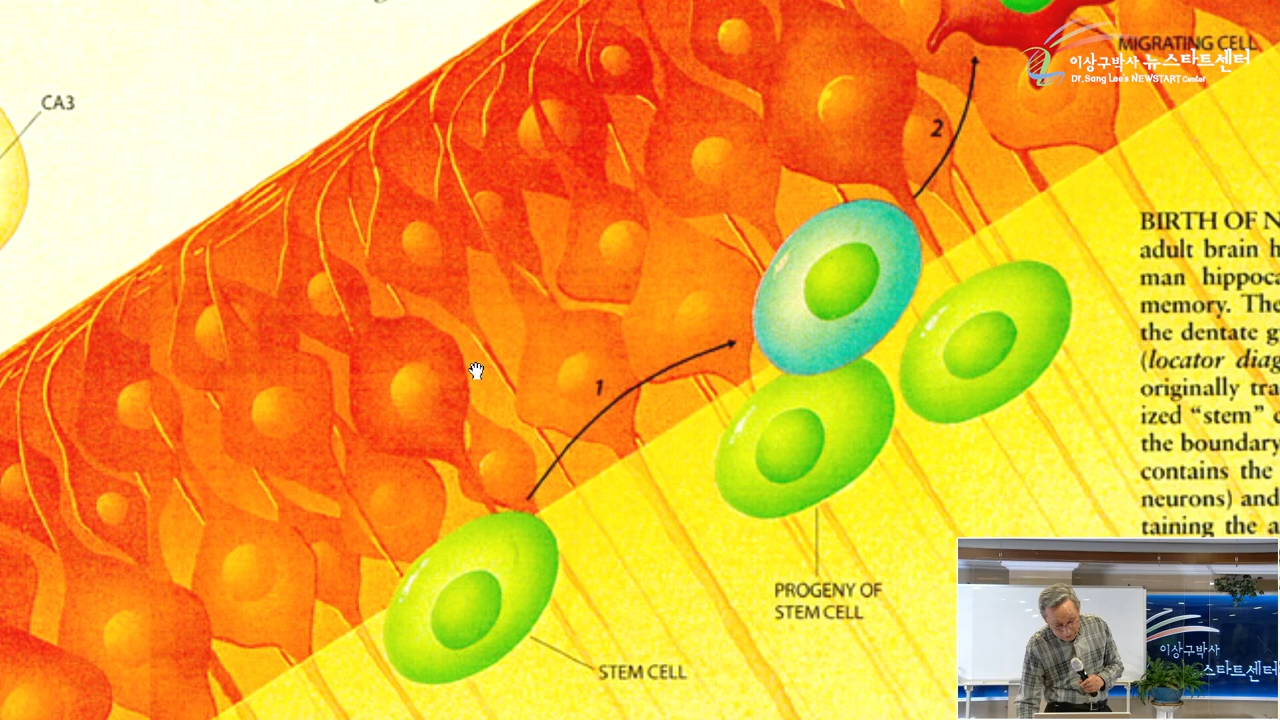 CA3
MIGRATING CELL
이상구박사 뉴스타트센터
Dr.Sang Lee's NEWSTART Center
2
1
BIRTH OF N
adult brain h
man hippoca
memory. The
the dentate g
(locator diag
originally tra
ized “stem” c
the boundary
contains the
neurons) and
taining the a
PROGENY OF
STEM CELL
STEM CELL
이상구박사
스타트센터